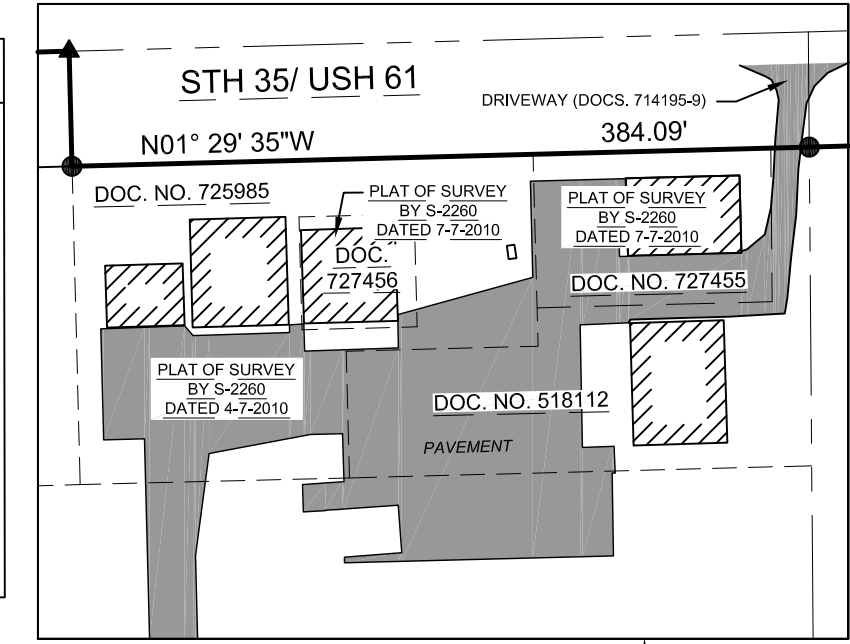 STH 35/ USH 61
DRIVEWAY (DOCS. 714195-9)
N01° 29' 35"W
384.09'
DOC. NO. 725985
PLAT OF SURVEY
BY S-2260
DATED 7-7-2010
PLAT OF SURVEY
BY S-2260
DATED 7-7-2010
DOC.
727456
DOC. NO. 727455
PLAT OF SURVEY
BY S-2260
DATED 4-7-2010
DOC. NO. 518112
PAVEMENT